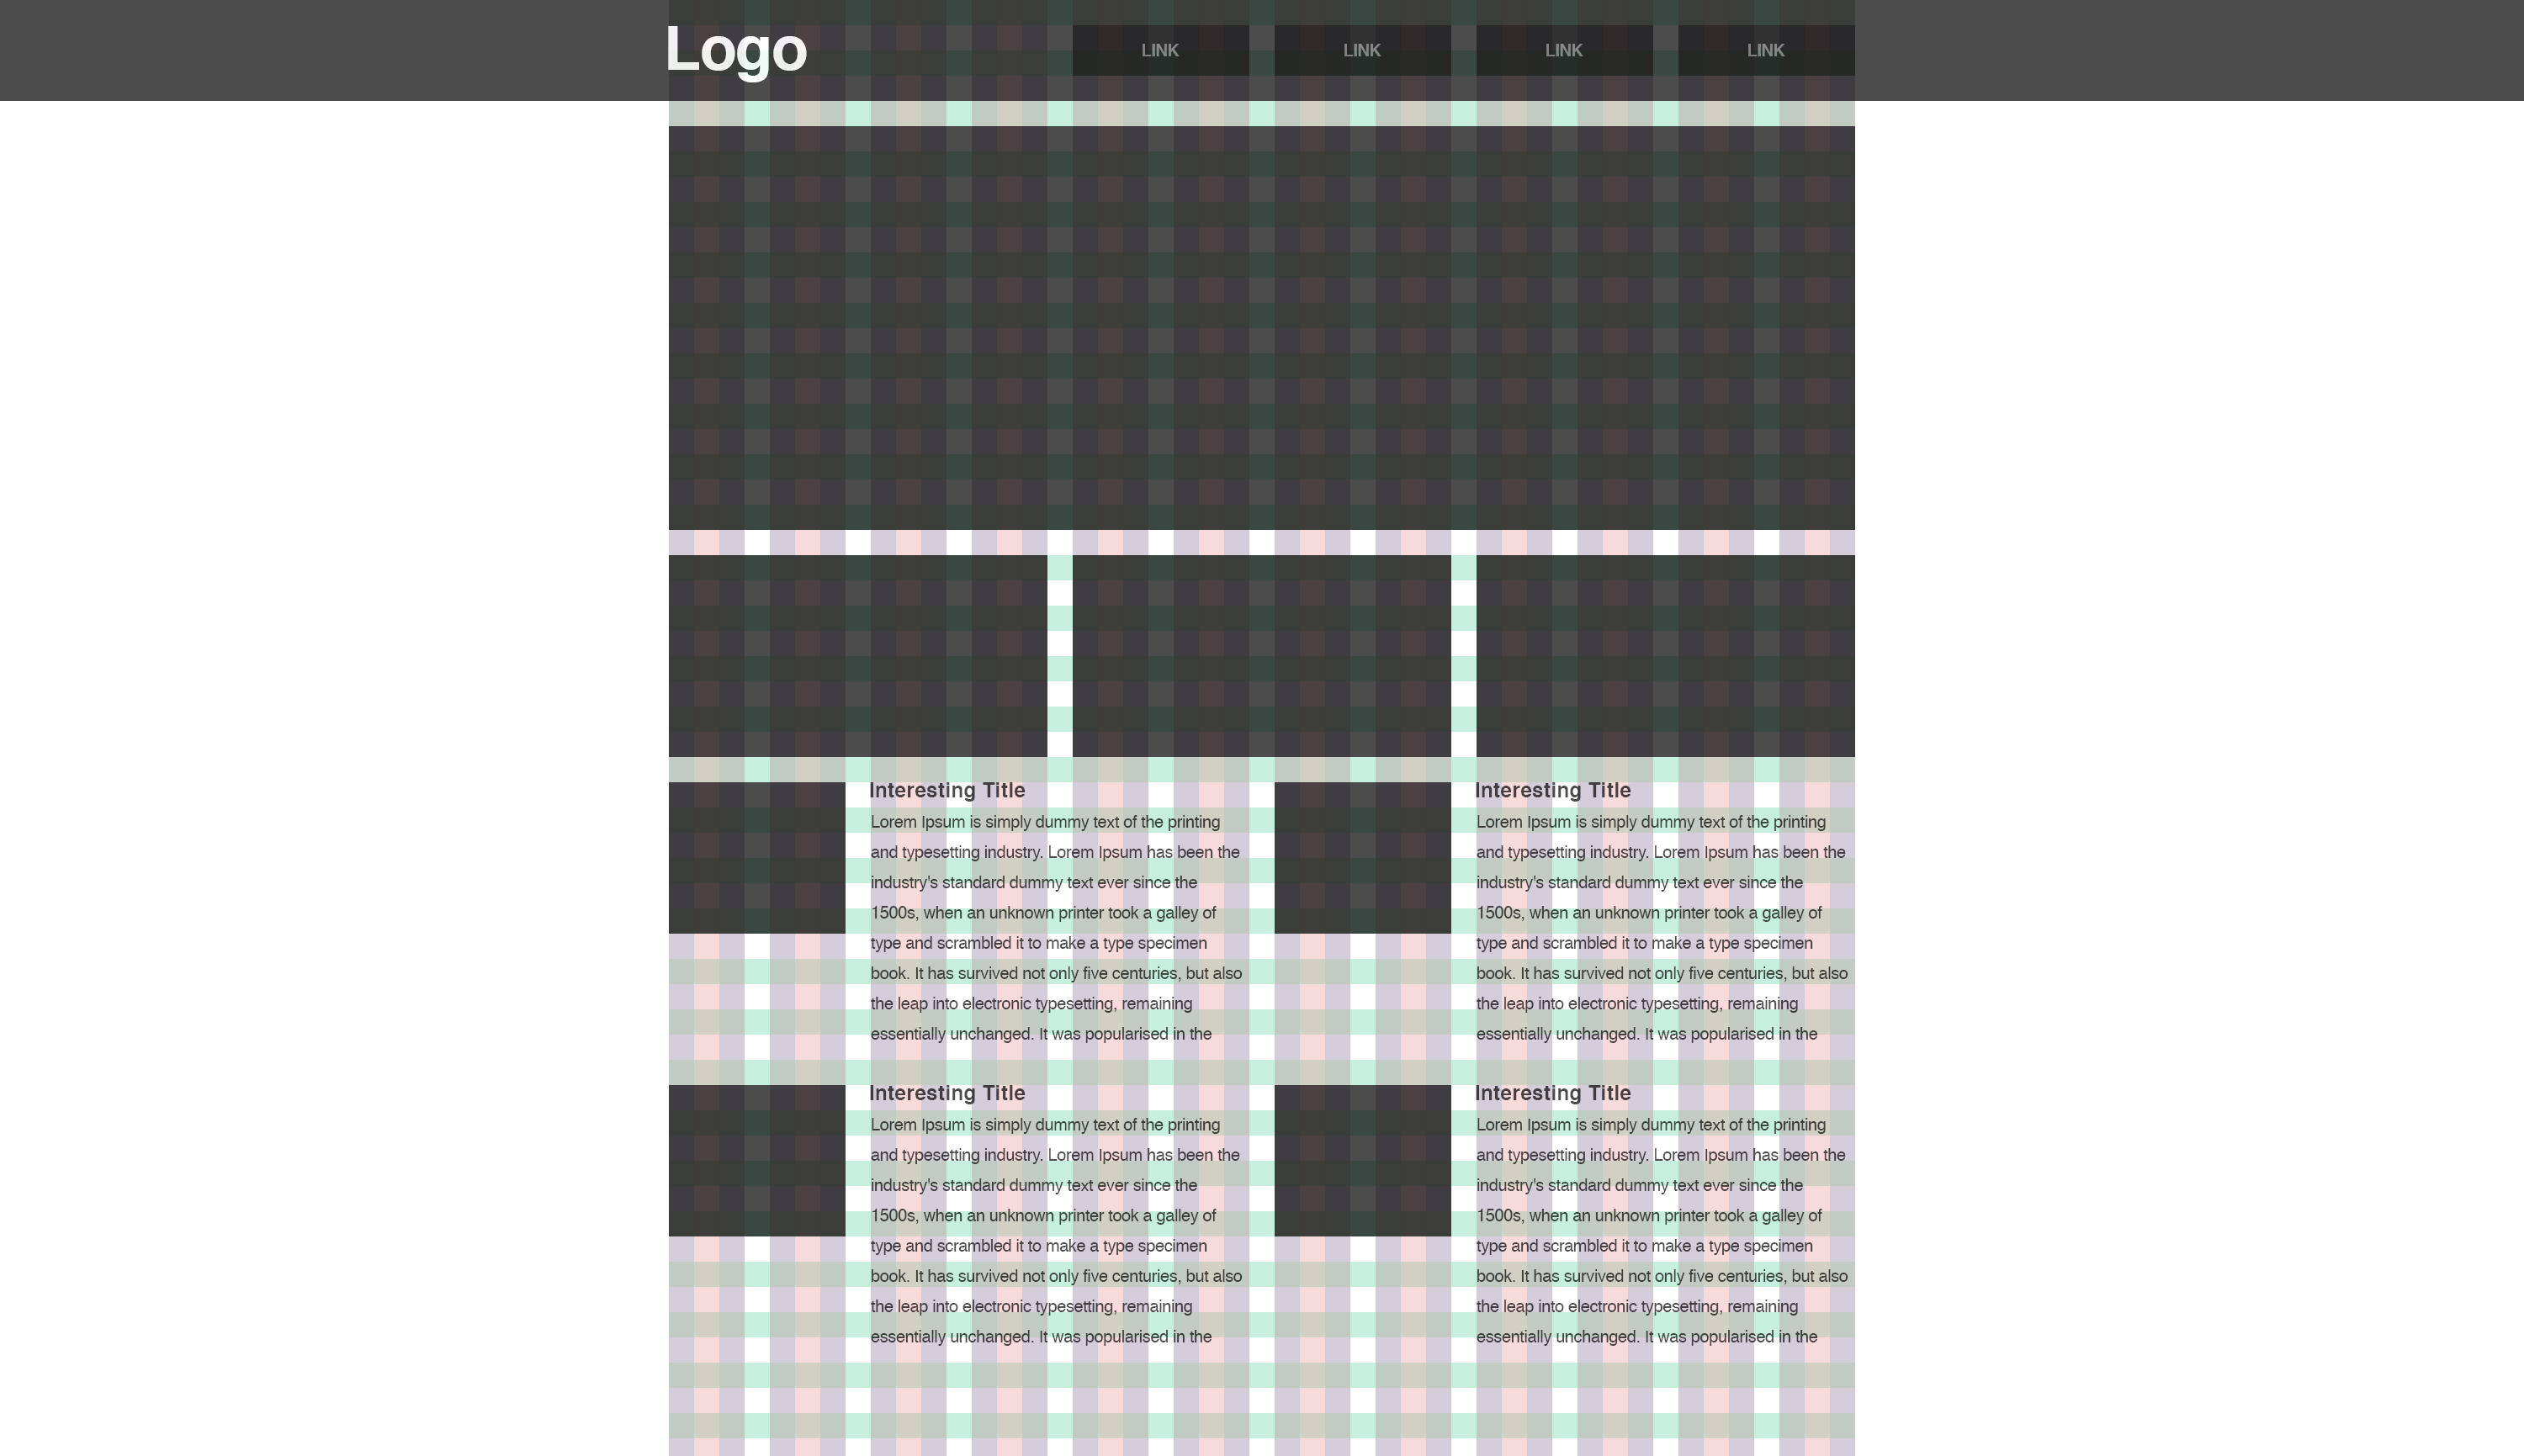 Logo
LINK
LINK
LINK
LINK
Interesting Title
Lorem Ipsum is simply dummy text of the printing
and typesetting industry. Lorem Ipsum has been the
industry's standard dummy text ever since the
1500s, when an unknown printer took a galley of
type and scrambled it to make a type specimen
book. It has survived not only five centuries, but also
the leap into electronic typesetting, remaining
essentially unchanged. It was popularised in the
Interesting Title
Lorem Ipsum is simply dummy text of the printing
and typesetting industry. Lorem Ipsum has been the
industry's standard dummy text ever since the
1500s, when an unknown printer took a galley of
type and scrambled it to make a type specimen
book. It has survived not only five centuries, but also
the leap into electronic typesetting, remaining
essentially unchanged. It was popularised in the
Interesting Title
Lorem Ipsum is simply dummy text of the printing
and typesetting industry. Lorem Ipsum has been the
industry's standard dummy text ever since the
1500s, when an unknown printer took a galley of
type and scrambled it to make a type specimen
book. It has survived not only five centuries, but also
the leap into electronic typesetting, remaining
essentially unchanged. It was popularised in the
Interesting Title
Lorem Ipsum is simply dummy text of the printing
and typesetting industry. Lorem Ipsum has been the
industry's standard dummy text ever since the
1500s, when an unknown printer took a galley of
type and scrambled it to make a type specimen
book. It has survived not only five centuries, but also
the leap into electronic typesetting, remaining
essentially unchanged. It was popularised in the